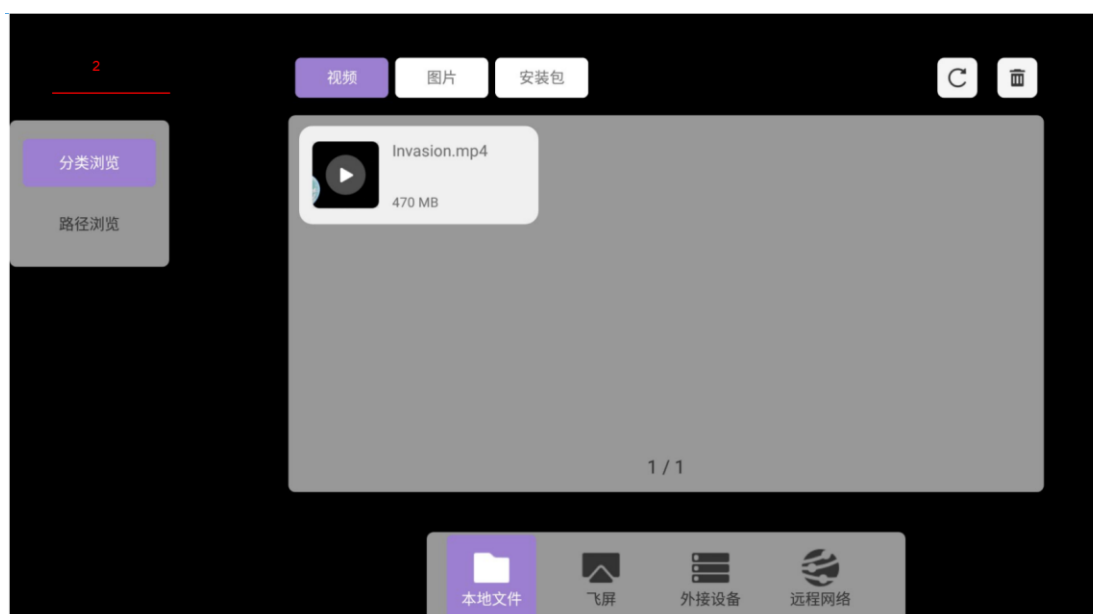 2
视频
图片
安装包
分类浏览
路径浏览
Invasion.mp4
470 MB
1 / 1
本地文件
飞屏
外接设备
远程网络